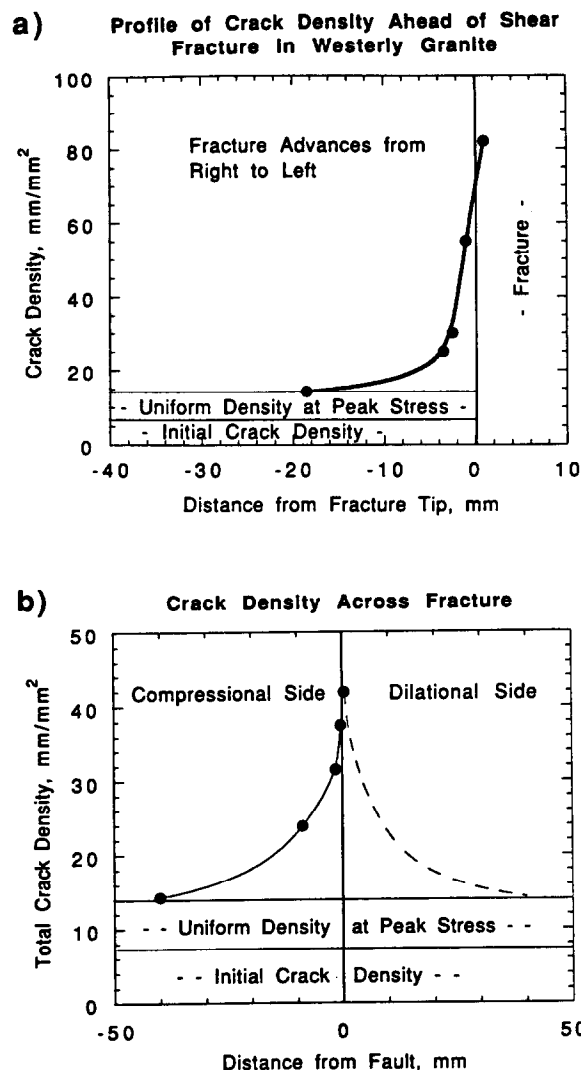 a)
Profile of Crack Density Ahead of Shear
Fracture in Westerly Granite
100
80
60
40
20
0
Crack Density, mm/mm²
Fracture Advances from
Right to Left
- Fracture -
- Uniform Density at Peak Stress -
- Initial Crack Density -
-40 -30 -20 -10 0 10
Distance from Fracture Tip, mm
b)
Crack Density Across Fracture
50
40
30
20
10
0
Total Crack Density, mm/mm²
Compressional Side
Dilational Side
- - Uniform Density at Peak Stress - -
- - Initial Crack Density - -
-50 0 50
Distance from Fault, mm